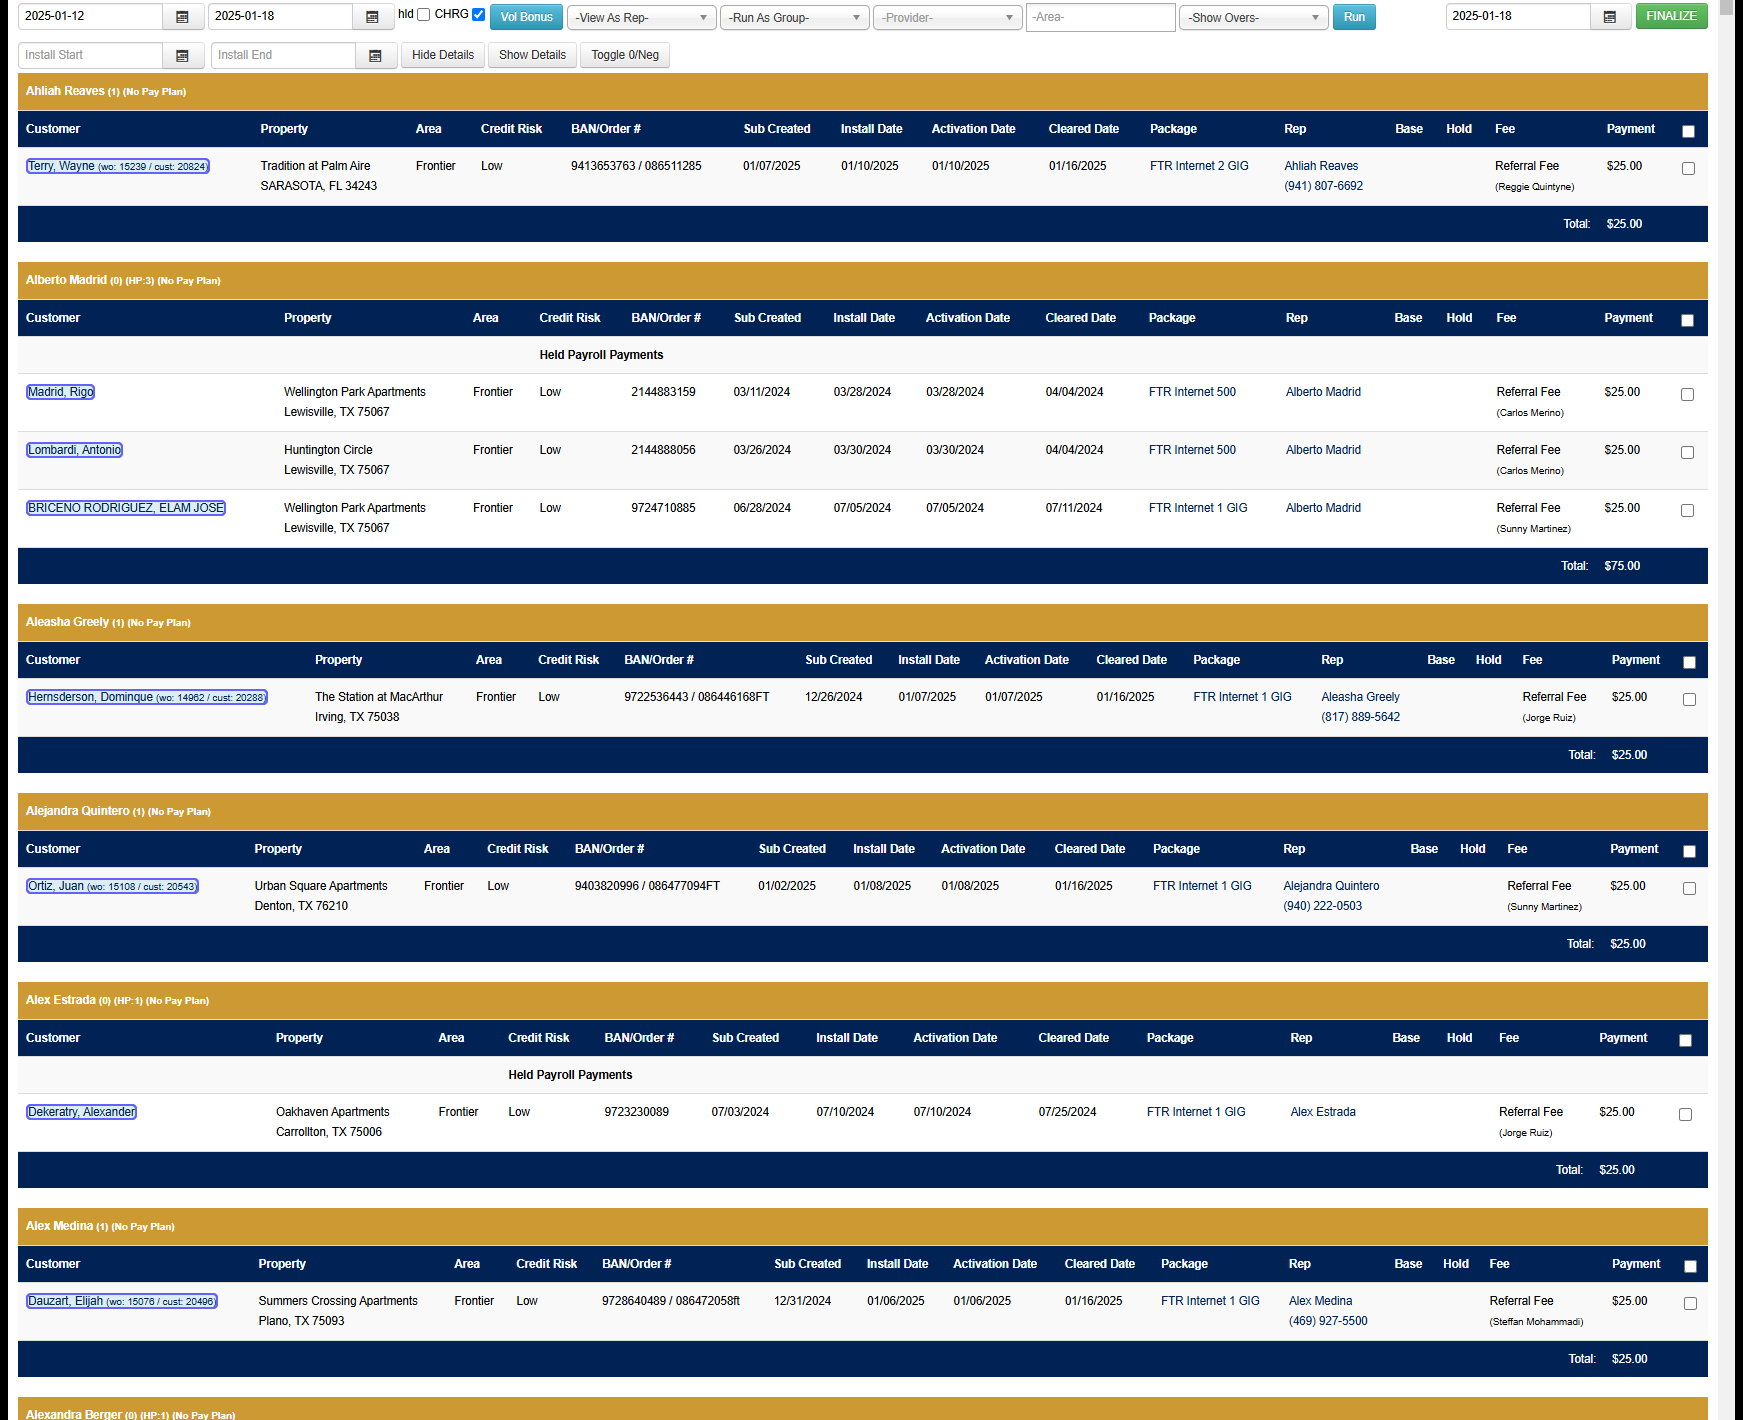 2025-01-12 2025-01-18 hld CHRG Vol Bonus -View As Rep- -Run As Group- -Provider- -Area- -Show Overs- Run 2025-01-18 FINALIZE
Install Start Install End Hide Details Show Details Toggle 0/Neg
Ahliah Reaves (1) (No Pay Plan)
Customer Property Area Credit Risk BAN/Order # Sub Created Install Date Activation Date Cleared Date Package Rep Base Hold Fee Payment
Terry, Wayne (wo: 15239 / cust: 20824) Tradition at Palm Aire Frontier Low 9413653763 / 086511285 01/07/2025 01/10/2025 01/10/2025 01/16/2025 FTR Internet 2 GIG Ahliah Reaves Referral Fee $25.00
SARASOTA, FL 34243 (941) 807-6692 (Reggie Quintyne)
Total: $25.00
Alberto Madrid (0) (HP:3) (No Pay Plan)
Customer Property Area Credit Risk BAN/Order # Sub Created Install Date Activation Date Cleared Date Package Rep Base Hold Fee Payment
Held Payroll Payments
Madrid, Rigo Wellington Park Apartments Frontier Low 2144883159 03/11/2024 03/28/2024 03/28/2024 04/04/2024 FTR Internet 500 Alberto Madrid Referral Fee $25.00
Lewisville, TX 75067 (Carlos Merino)
Lombardi, Antonio Huntington Circle Frontier Low 2144888056 03/26/2024 03/30/2024 03/30/2024 04/04/2024 FTR Internet 500 Alberto Madrid Referral Fee $25.00
Lewisville, TX 75067 (Carlos Merino)
BRICENO RODRIGUEZ, ELAM JOSE Wellington Park Apartments Frontier Low 9724710885 06/28/2024 07/05/2024 07/05/2024 07/11/2024 FTR Internet 1 GIG Alberto Madrid Referral Fee $25.00
Lewisville, TX 75067 (Sunny Martinez)
Total: $75.00
Aleasha Greely (1) (No Pay Plan)
Customer Property Area Credit Risk BAN/Order # Sub Created Install Date Activation Date Cleared Date Package Rep Base Hold Fee Payment
Hernsderson, Dominque (wo: 14962 / cust: 20288) The Station at MacArthur Frontier Low 9722536443 / 086446168FT 12/26/2024 01/07/2025 01/07/2025 01/16/2025 FTR Internet 1 GIG Aleasha Greely Referral Fee $25.00
Irving, TX 75038 (817) 889-5642 (Jorge Ruiz)
Total: $25.00
Alejandra Quintero (1) (No Pay Plan)
Customer Property Area Credit Risk BAN/Order # Sub Created Install Date Activation Date Cleared Date Package Rep Base Hold Fee Payment
Ortiz, Juan (wo: 15108 / cust: 20543) Urban Square Apartments Frontier Low 9403820996 / 086477094FT 01/02/2025 01/08/2025 01/08/2025 01/16/2025 FTR Internet 1 GIG Alejandra Quintero Referral Fee $25.00
Denton, TX 76210 (940) 222-0503 (Sunny Martinez)
Total: $25.00
Alex Estrada (0) (HP:1) (No Pay Plan)
Customer Property Area Credit Risk BAN/Order # Sub Created Install Date Activation Date Cleared Date Package Rep Base Hold Fee Payment
Held Payroll Payments
Dekeratry, Alexander Oakhaven Apartments Frontier Low 9723230089 07/03/2024 07/10/2024 07/10/2024 07/25/2024 FTR Internet 1 GIG Alex Estrada Referral Fee $25.00
Carrollton, TX 75006 (Jorge Ruiz)
Total: $25.00
Alex Medina (1) (No Pay Plan)
Customer Property Area Credit Risk BAN/Order # Sub Created Install Date Activation Date Cleared Date Package Rep Base Hold Fee Payment
Dauzart, Elijah (wo: 15076 / cust: 20496) Summers Crossing Apartments Frontier Low 9728640489 / 086472058ft 12/31/2024 01/06/2025 01/06/2025 01/16/2025 FTR Internet 1 GIG Alex Medina Referral Fee $25.00
Plano, TX 75093 (469) 927-5500 (Steffan Mohammadi)
Total: $25.00
Alexandra Berger (0) (HP:1) (No Pay Plan)